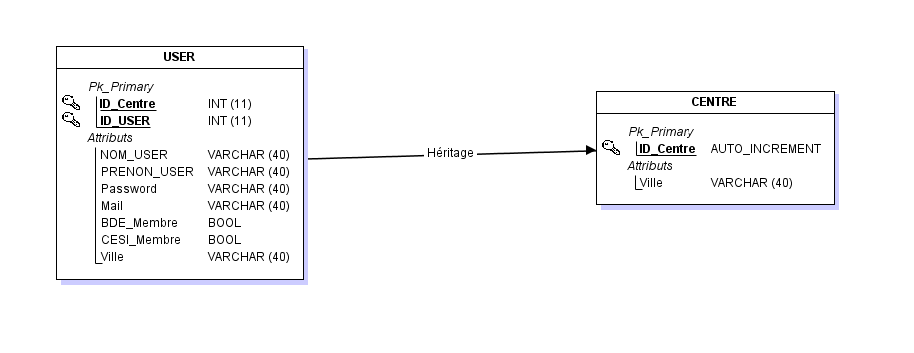 USER
Pk_Primary
ID_Centre INT (11)
ID_USER INT (11)
Attributs
NOM_USER VARCHAR (40)
PRENON_USER VARCHAR (40)
Password VARCHAR (40)
Mail VARCHAR (40)
BDE_Membre BOOL
CESI_Membre BOOL
Ville VARCHAR (40)
Héritage
CENTRE
Pk_Primary
ID_Centre AUTO_INCREMENT
Attributs
Ville VARCHAR (40)